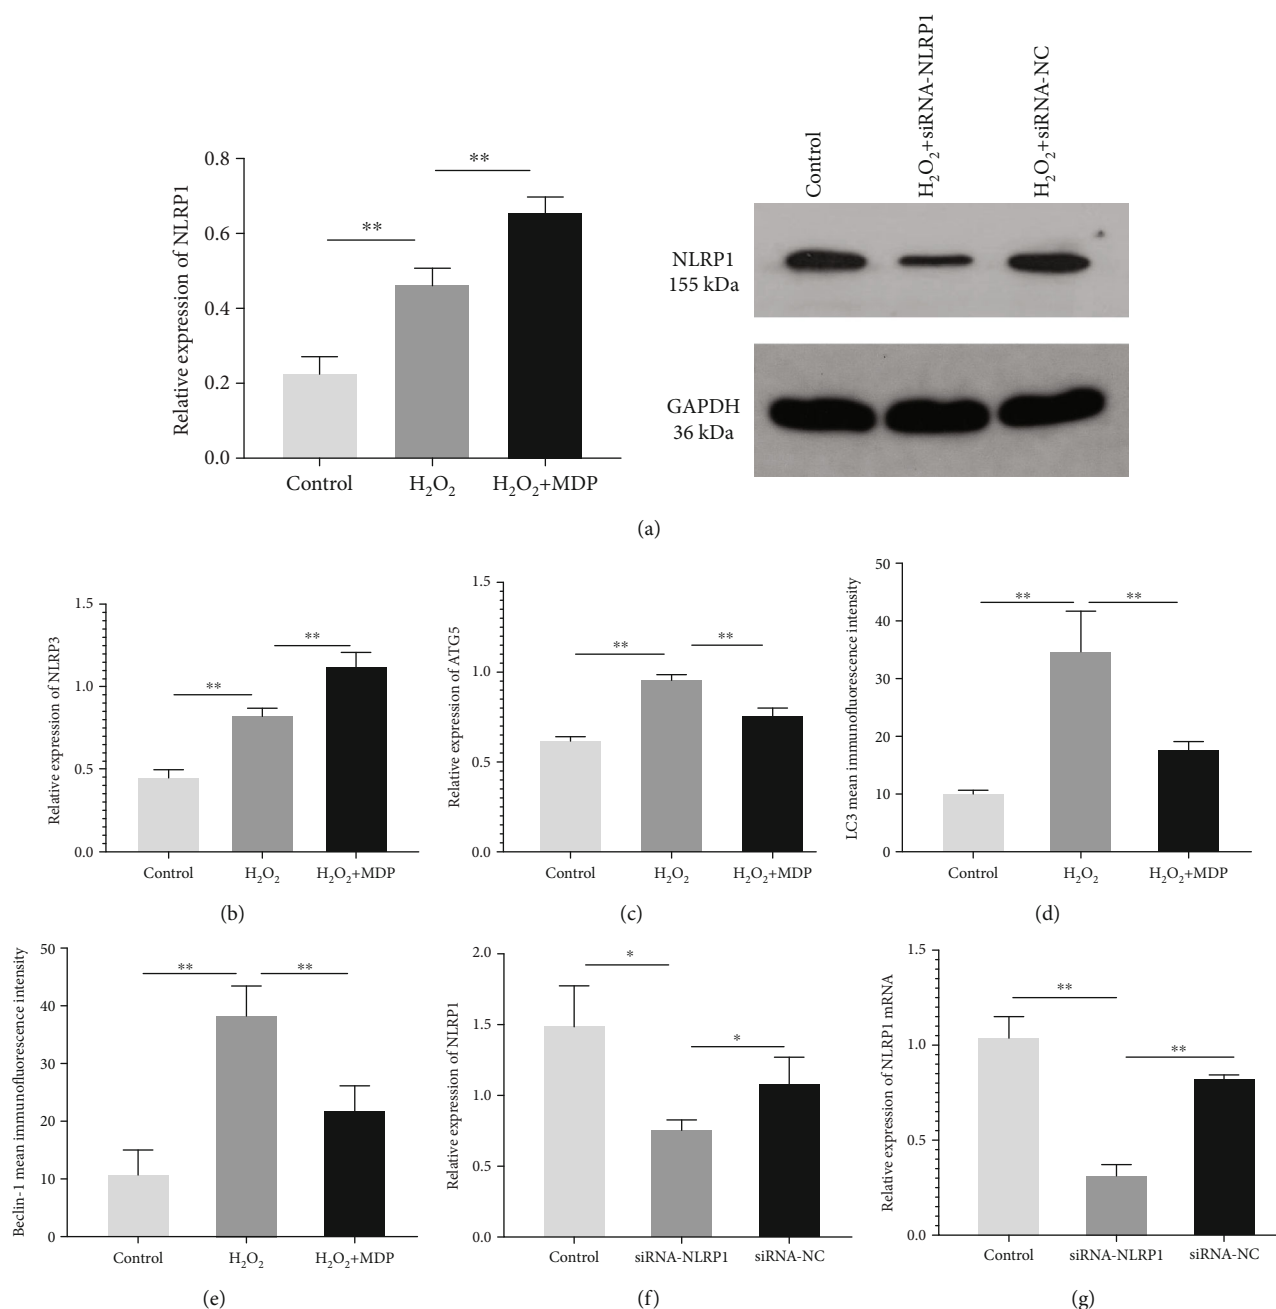 Relative expression of NLRP1
0.8
0.6
0.4
0.2
0.0
**
**
Control
H₂O₂
H₂O₂+MDP
Control
H₂O₂+siRNA-NLRP1
H₂O₂+siRNA-NC
NLRP1
155 kDa
GAPDH
36 kDa
(a)
Relative expression of NLRP3
1.5
1.0
0.5
0.0
**
**
Control
H₂O₂
H₂O₂+MDP
(b)
Relative expression of ATG5
1.5
1.0
0.5
0.0
**
**
Control
H₂O₂
H₂O₂+MDP
(c)
LC3 mean immunofluorescence intensity
50
40
30
20
10
0
**
**
Control
H₂O₂
H₂O₂+MDP
(d)
Beclin-1 mean immunofluorescence intensity
50
40
30
20
10
0
**
**
Control
H₂O₂
H₂O₂+MDP
(e)
Relative expression of NLRP1
2.0
1.5
1.0
0.5
0.0
*
*
Control
siRNA-NLRP1
siRNA-NC
(f)
Relative expression of NLRP1 mRNA
1.5
1.0
0.5
0.0
**
**
Control
siRNA-NLRP1
siRNA-NC
(g)